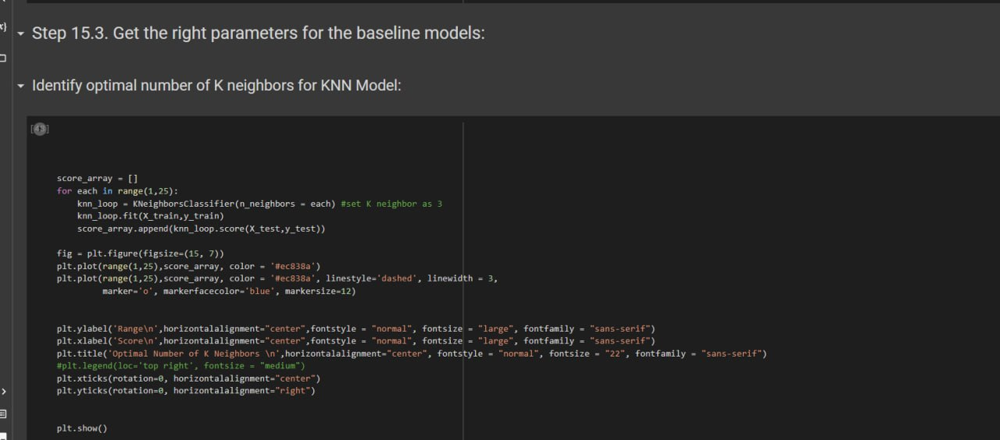 Step 15.3. Get the right parameters for the baseline models:
Identify optimal number of K neighbors for KNN Model:
score_array = []
for each in range(1,25):
    knn_loop = KNeighborsClassifier(n_neighbors = each) #set K neighbor as 3
    knn_loop.fit(X_train,y_train)
    score_array.append(knn_loop.score(X_test,y_test))
fig = plt.figure(figsize=(15, 7))
plt.plot(range(1,25),score_array, color = '#ec838a')
plt.plot(range(1,25),score_array, color = '#ec838a', linestyle='dashed', linewidth = 3,
         marker='o', markerfacecolor='blue', markersize=12)
plt.ylabel('Range\n',horizontalalignment="center",fontstyle = "normal", fontsize = "large", fontfamily = "sans-serif")
plt.xlabel('Score\n',horizontalalignment="center",fontstyle = "normal", fontsize = "large", fontfamily = "sans-serif")
plt.title('Optimal Number of K Neighbors \n',horizontalalignment="center", fontstyle = "normal", fontsize = "22", fontfamily = "sans-serif")
#plt.legend(loc='top right', fontsize = "medium")
plt.xticks(rotation=0, horizontalalignment="center")
plt.yticks(rotation=0, horizontalalignment="right")
plt.show()